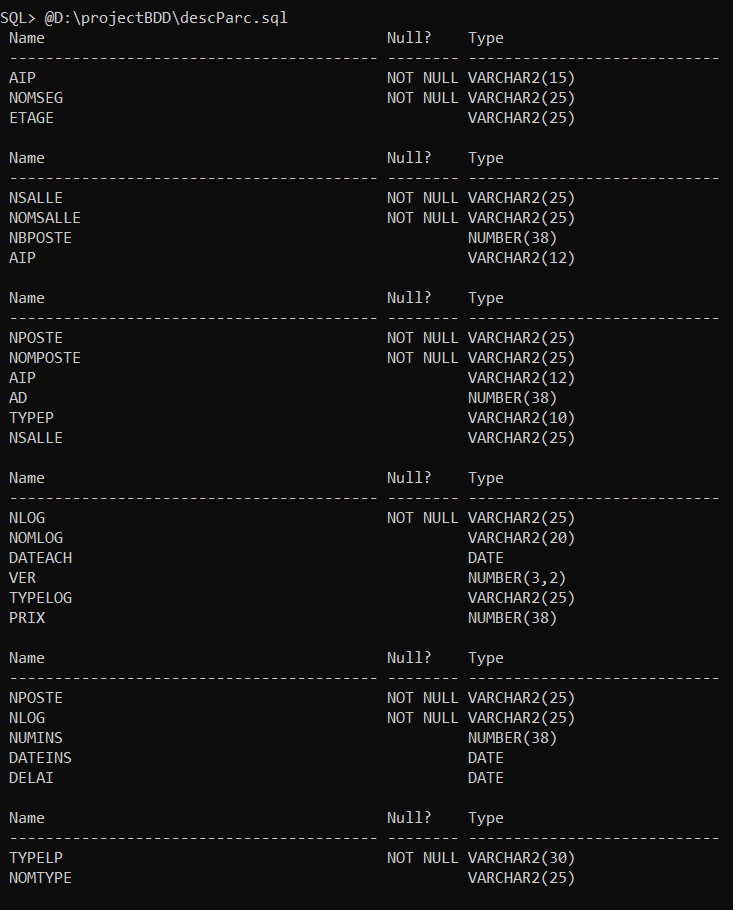 SQL> @D:\projectBDD\descParc.sql
Name Null? Type
----------------------------------------- -------- ----------------------------
AIP NOT NULL VARCHAR2(15)
NOMSEG NOT NULL VARCHAR2(25)
ETAGE VARCHAR2(25)

Name Null? Type
----------------------------------------- -------- ----------------------------
NSALLE NOT NULL VARCHAR2(25)
NOMSALLE NOT NULL VARCHAR2(25)
NBPOSTE NUMBER(38)
AIP VARCHAR2(12)

Name Null? Type
----------------------------------------- -------- ----------------------------
NPOSTE NOT NULL VARCHAR2(25)
NOMPOSTE NOT NULL VARCHAR2(25)
AIP VARCHAR2(12)
AD NUMBER(38)
TYPEP VARCHAR2(10)
NSALLE VARCHAR2(25)

Name Null? Type
----------------------------------------- -------- ----------------------------
NLOG NOT NULL VARCHAR2(25)
NOMLOG VARCHAR2(20)
DATEACH DATE
VER NUMBER(3,2)
TYPELOG VARCHAR2(25)
PRIX NUMBER(38)

Name Null? Type
----------------------------------------- -------- ----------------------------
NPOSTE NOT NULL VARCHAR2(25)
NLOG NOT NULL VARCHAR2(25)
NUMINS NUMBER(38)
DATEINS DATE
DELAI DATE

Name Null? Type
----------------------------------------- -------- ----------------------------
TYPELP NOT NULL VARCHAR2(30)
NOMTYPE VARCHAR2(25)